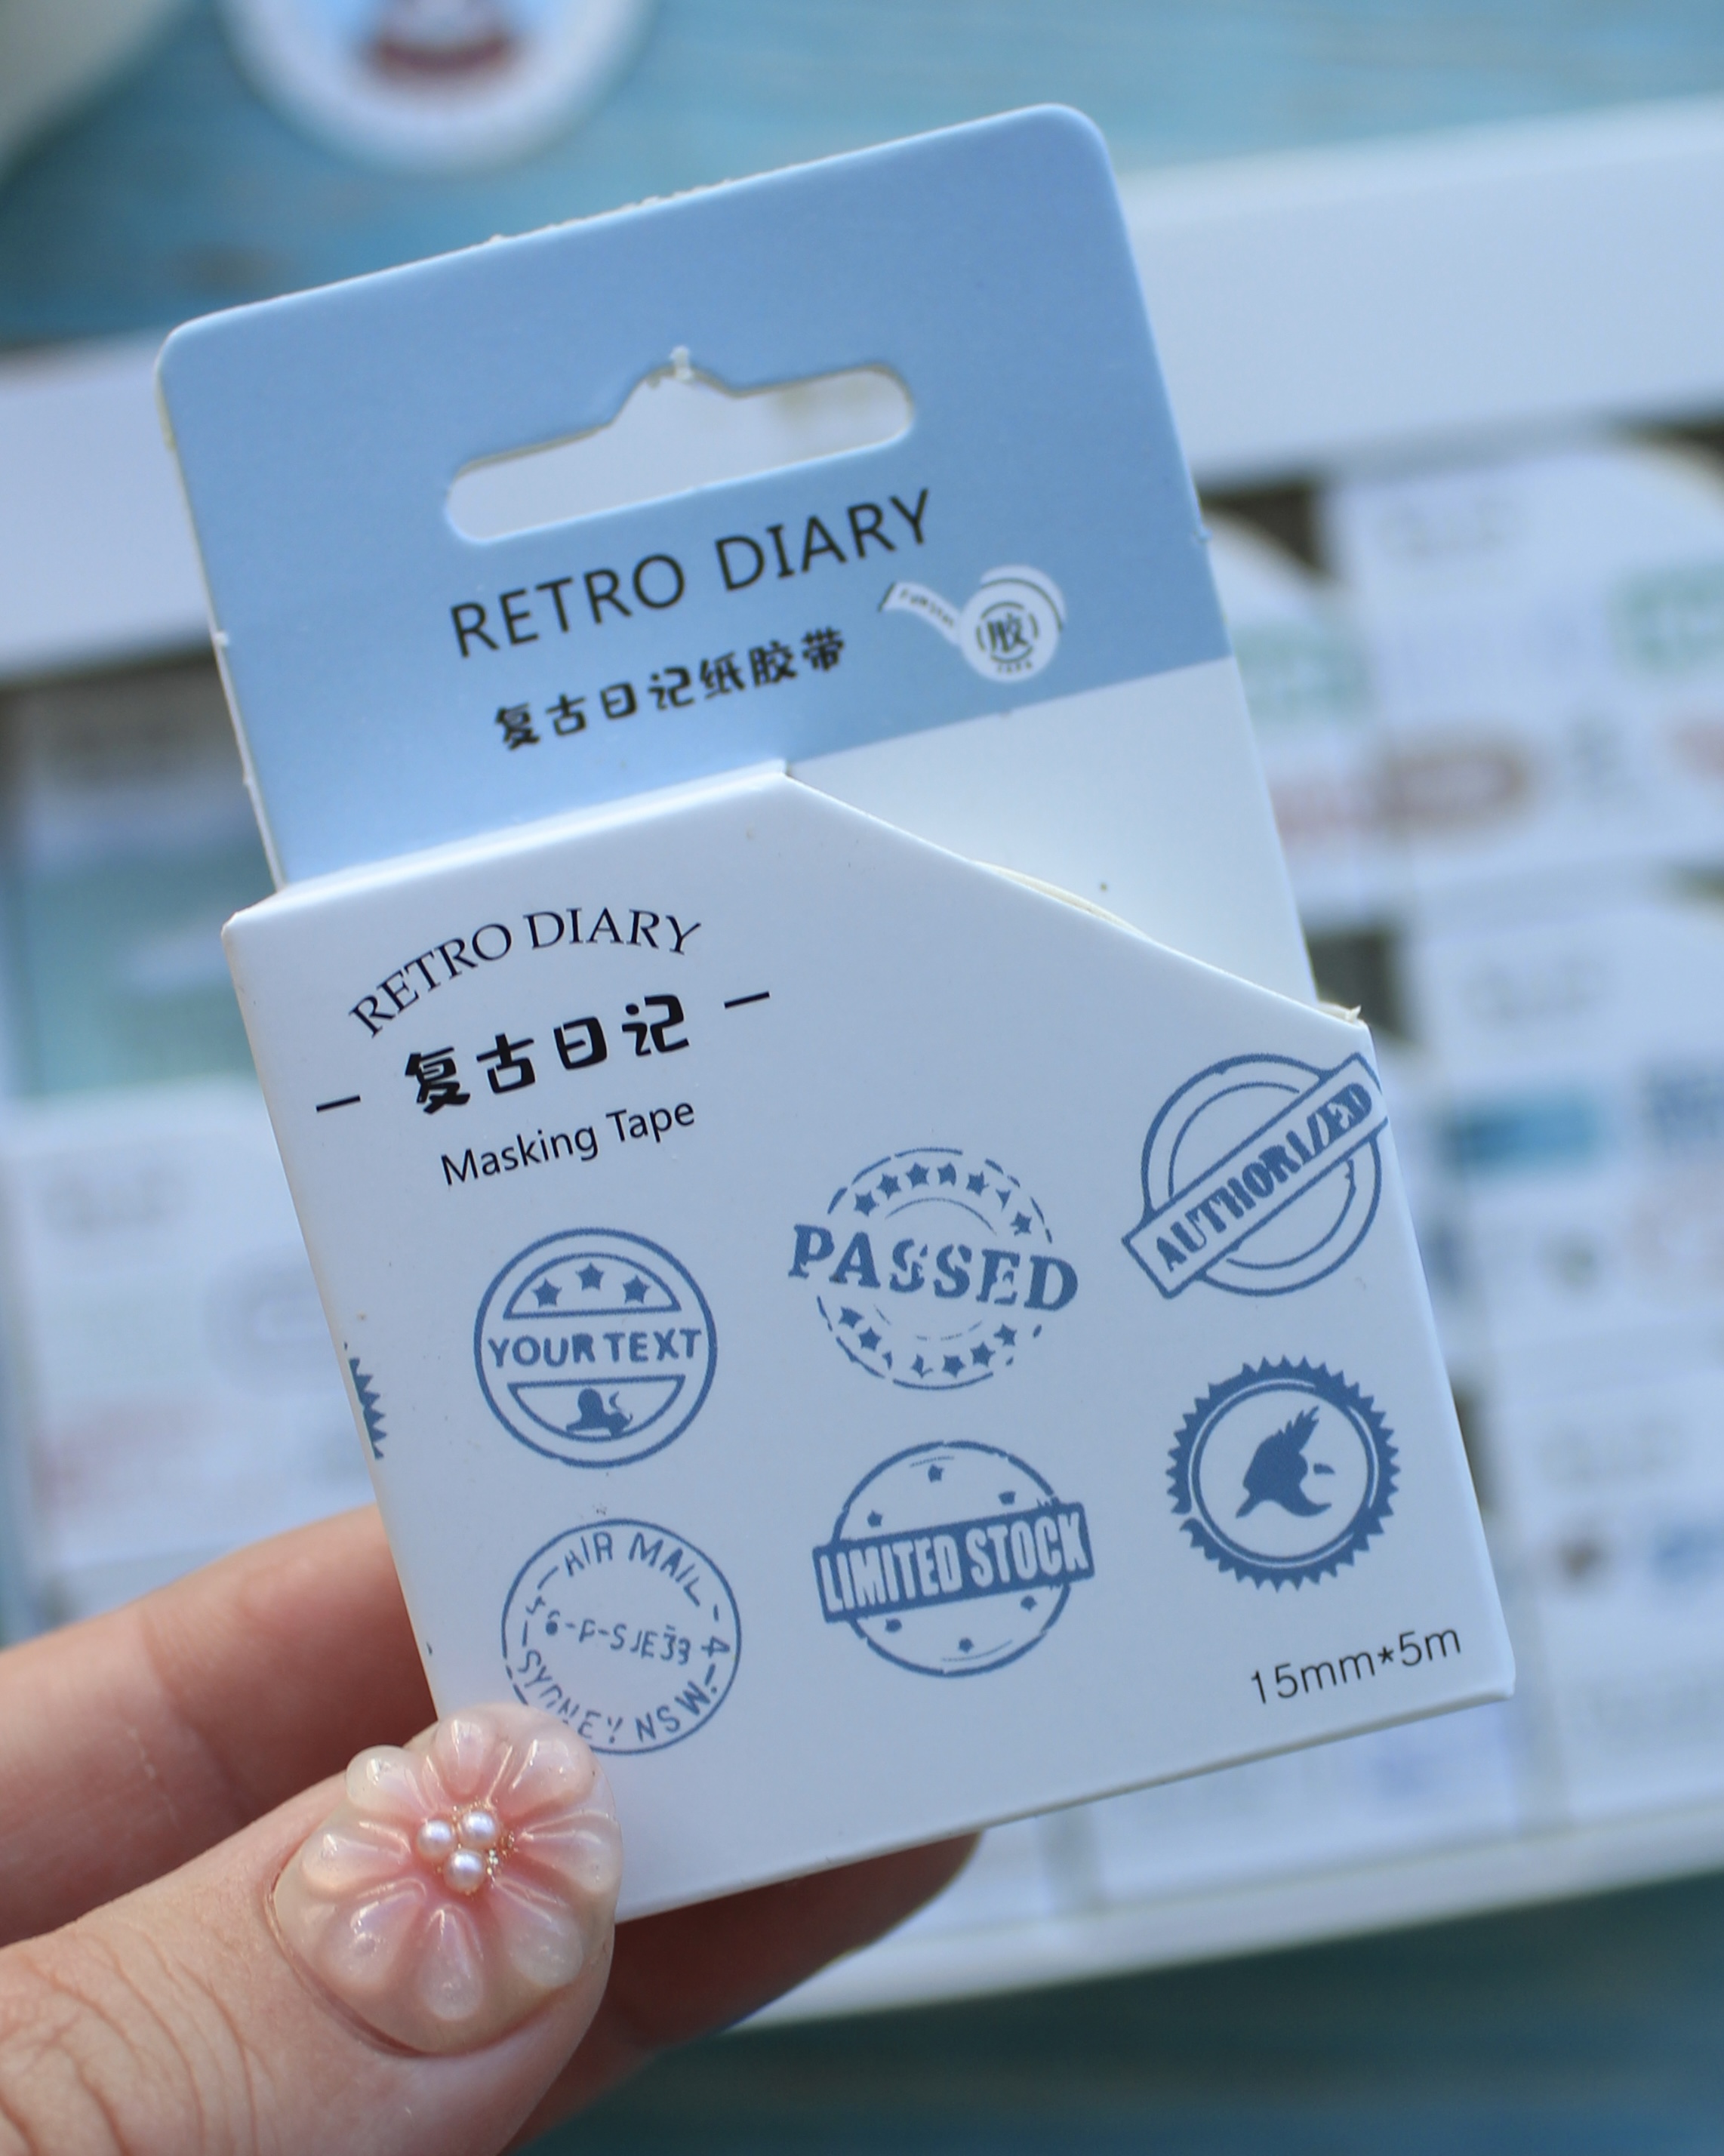 RETRO DIARY
复古日记纸胶带
胶
RETRO DIARY
— 复古日记 —
Masking Tape
AUTHORIZED
PASSED
YOUR TEXT
LIMITED STOCK
AIR MAIL
SYDNEY NSW
15mm*5m